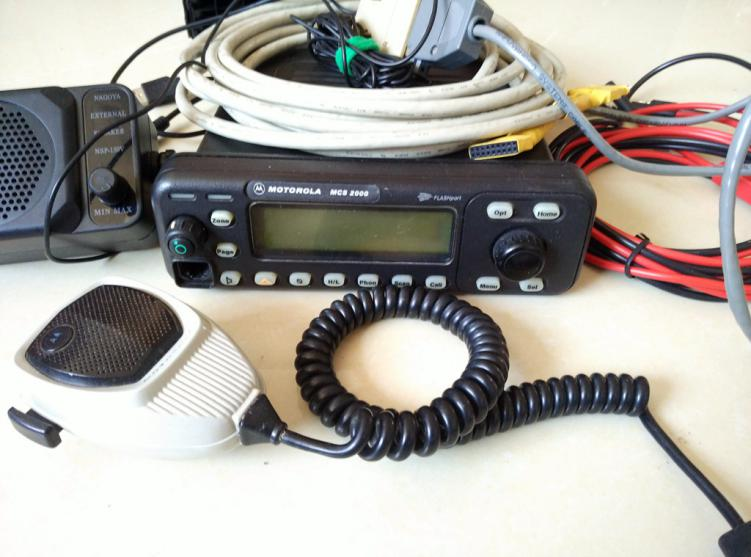 NAGOYA
EXTERNAL
SPEAKER
NSP-150V
MIN MAX
MOTOROLA MCS 2000
FLASHport
Zone
Opt
Home
Page
H/L
Phon
Scan
Call
Menu
Sel